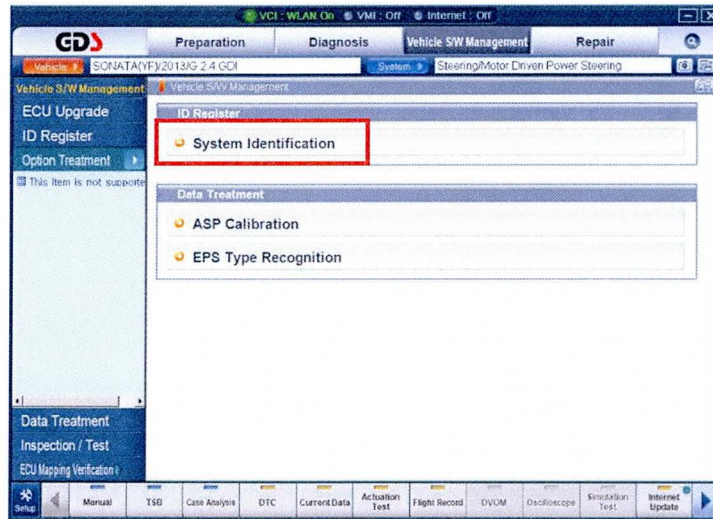 VCI : WLAN On VMI : Off Internet : Off
GDS Preparation Diagnosis Vehicle S/W Management Repair
Vehicle SONATA(YF)/2013/G 2.4 GDI System Steering/Motor Driven Power Steering
Vehicle S/W Management
Vehicle S/W Management
ECU Upgrade
ID Register
Option Treatment
This item is not supporte
ID Register
System Identification
Data Treatment
ASP Calibration
EPS Type Recognition
Data Treatment
Inspection / Test
ECU Mapping Verification
Setup Manual TSB Case Analysis DTC Current Data Actuation Test Flight Record DVOM Oscilloscope Simulation Test Internet Update